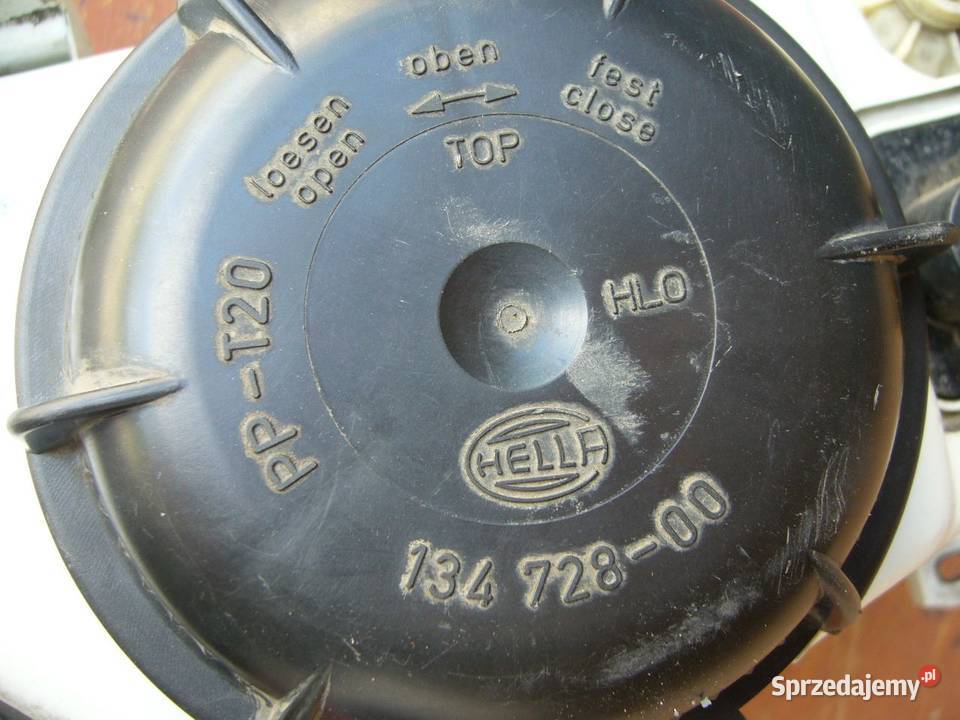 oben
loesen
open
fest
close
TOP
PP-T20
HLO
HELLA
134 728-00
Sprzedajemy.pl